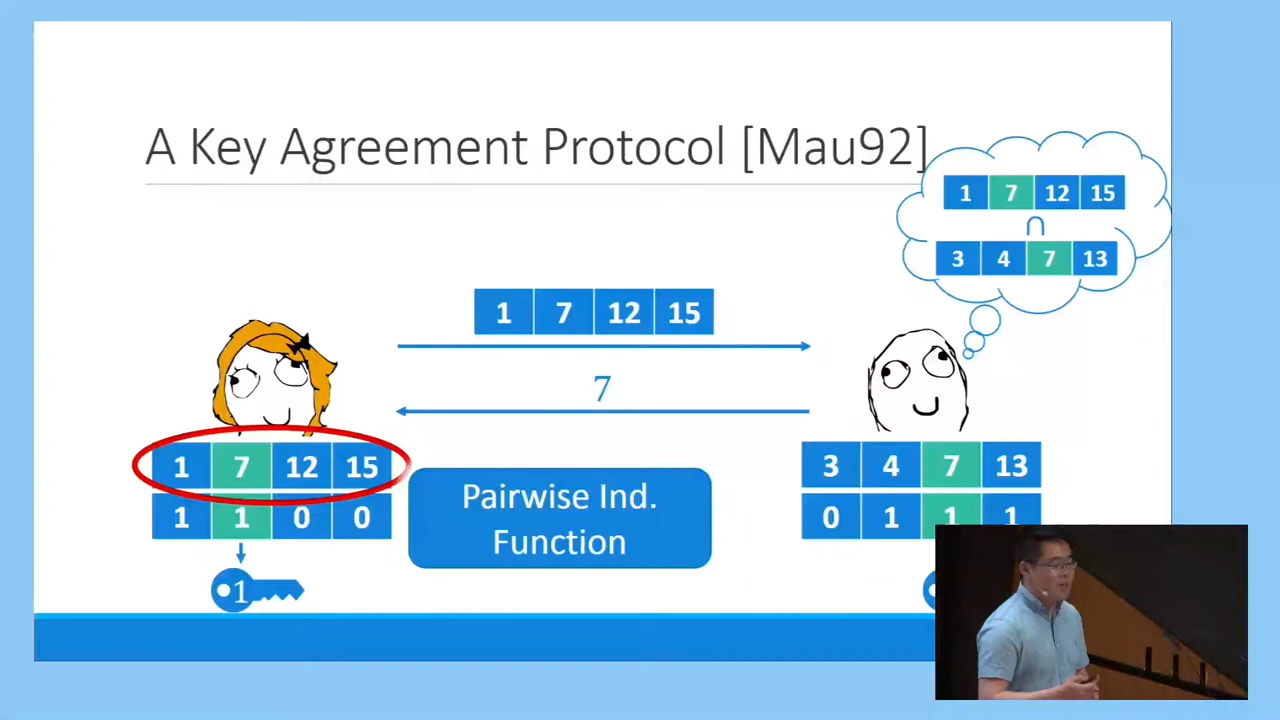 A Key Agreement Protocol [Mau92]
1 7 12 15
∩
3 4 7 13
1 7 12 15
7
1 7 12 15
1 1 0 0
1
Pairwise Ind.
Function
3 4 7 13
0 1 1 1